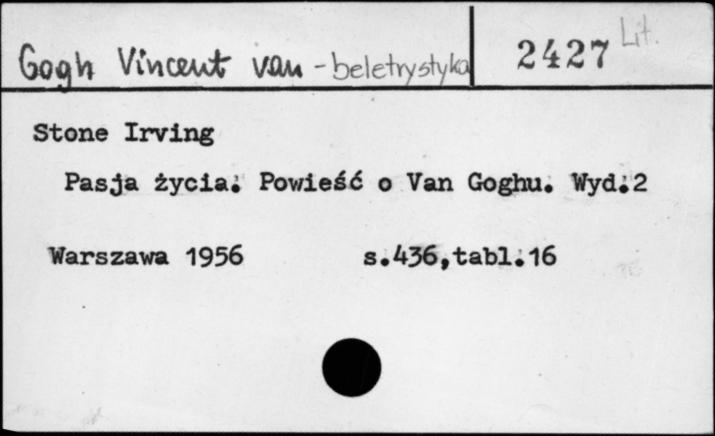 Gogh Vincent van - beletrystyka 2427 Lit.
Stone Irving
Pasja życia. Powieść o Van Goghu. Wyd.2
Warszawa 1956 s.436,tabl.16